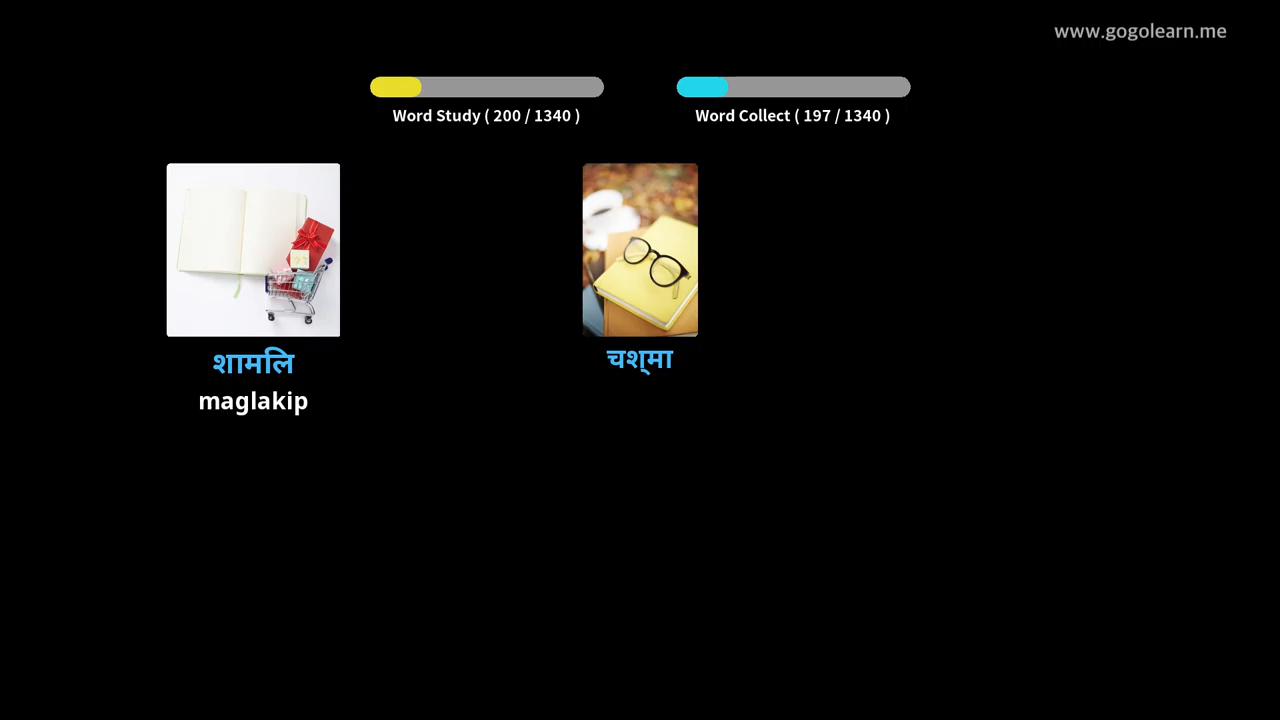 www.gogolearn.me
Word Study ( 200 / 1340 )
Word Collect ( 197 / 1340 )
शामलि
चश्‌मा
maglakip